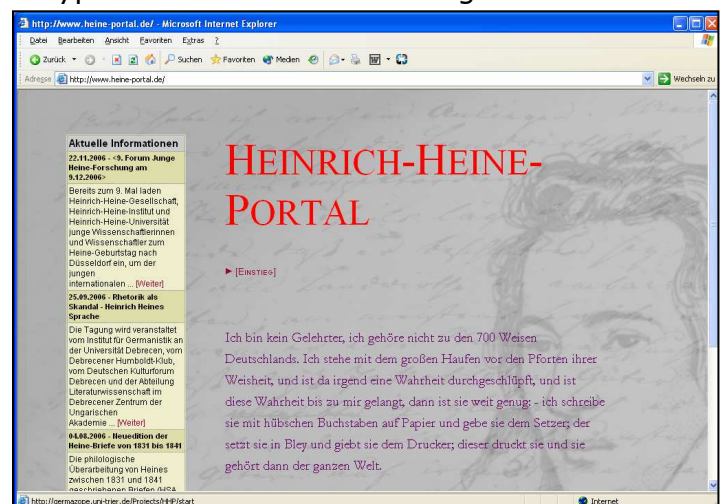 http://www.heine-portal.de/ - Microsoft Internet Explorer
Datei Bearbeiten Ansicht Favoriten Extras ?
Zurück Suchen Favoriten Medien
Adresse http://www.heine-portal.de/ Wechseln zu
Aktuelle Informationen
22.11.2006 - <9. Forum Junge
Heine-Forschung am
9.12.2006>
Bereits zum 9. Mal laden
Heinrich-Heine-Gesellschaft,
Heinrich-Heine-Institut und
Heinrich-Heine-Universität
junge Wissenschaftlerinnen
und Wissenschaftler zum
Heine-Geburtstag nach
Düsseldorf ein, um der
jungen
internationalen ... [Weiter]
25.09.2006 - Rhetorik als
Skandal - Heinrich Heines
Sprache
Die Tagung wird veranstaltet
vom Institut für Germanistik an
der Universität Debrecen, vom
Debrecener Humboldt-Klub,
vom Deutschen Kulturforum
Debrecen und der Abteilung
Literaturwissenschaft im
Debrecener Zentrum der
Ungarischen
Akademie ... [Weiter]
04.08.2006 - Neuedition der
Heine-Briefe von 1831 bis 1841
Die philologische
Überarbeitung von Heines
zwischen 1831 und 1841
geschriebenen Briefen (HSA
HEINRICH-HEINE-
PORTAL
[EINSTIEG]
Ich bin kein Gelehrter, ich gehöre nicht zu den 700 Weisen
Deutschlands. Ich stehe mit dem großen Haufen vor den Pforten ihrer
Weisheit, und ist da irgend eine Wahrheit durchgeschlüpft, und ist
diese Wahrheit bis zu mir gelangt, dann ist sie weit genug: - ich schreibe
sie mit hübschen Buchstaben auf Papier und gebe sie dem Setzer; der
setzt sie in Bley und giebt sie dem Drucker; dieser druckt sie und sie
gehört dann der ganzen Welt.
http://germazope.uni-trier.de/Projects/HHP/start Internet